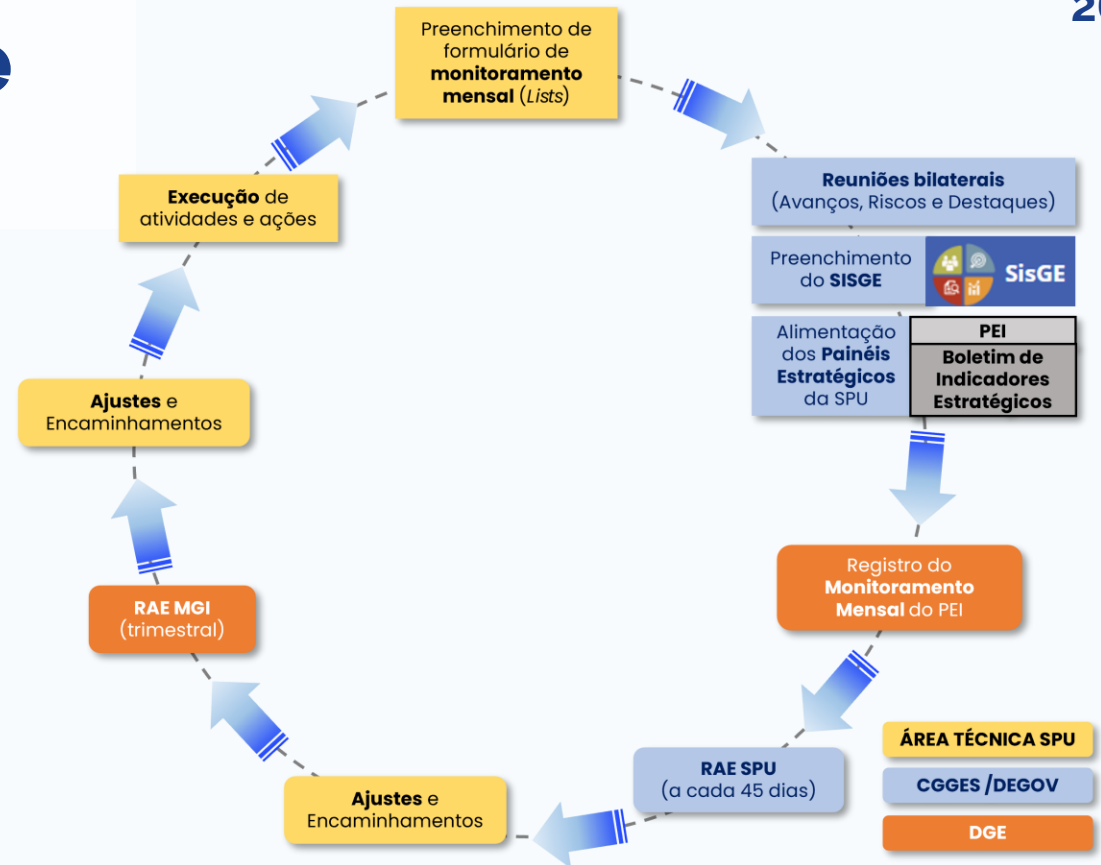 20
e
Preenchimento de
formulário de
monitoramento
mensal (Lists)
Reuniões bilaterais
(Avanços, Riscos e Destaques)
Preenchimento
do SISGE
SisGE
Alimentação
dos Painéis
Estratégicos
da SPU
PEI
Boletim de
Indicadores
Estratégicos
Registro do
Monitoramento
Mensal do PEI
RAE SPU
(a cada 45 dias)
Ajustes e
Encaminhamentos
RAE MGI
(trimestral)
Ajustes e
Encaminhamentos
Execução de
atividades e ações
ÁREA TÉCNICA SPU
CGGES /DEGOV
DGE